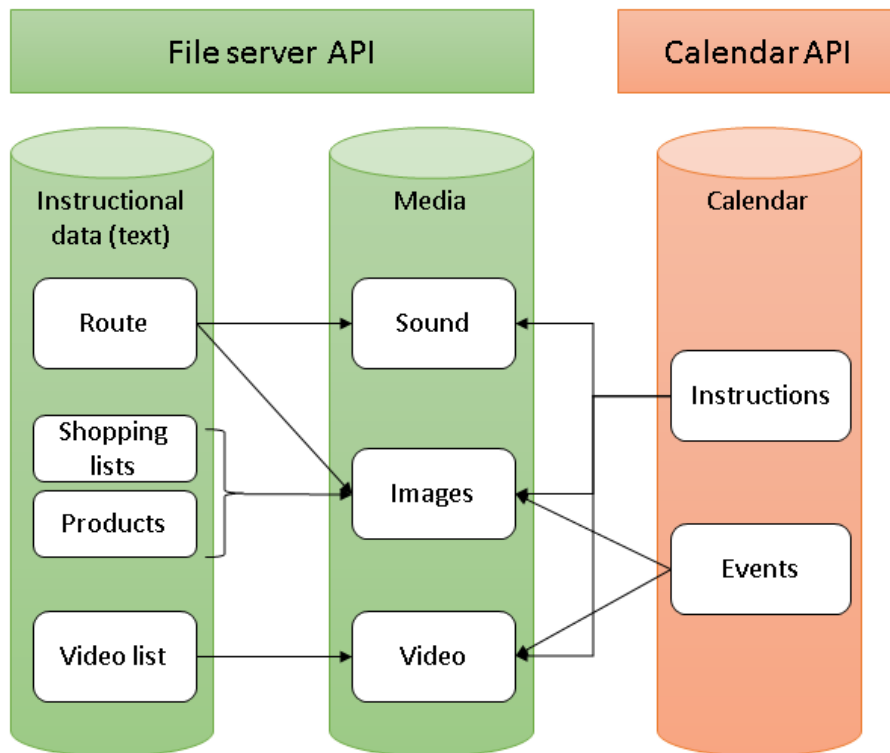 File server API
Calendar API
Instructional
data (text)
Media
Calendar
Route
Sound
Instructions
Shopping
lists
Images
Products
Events
Video list
Video